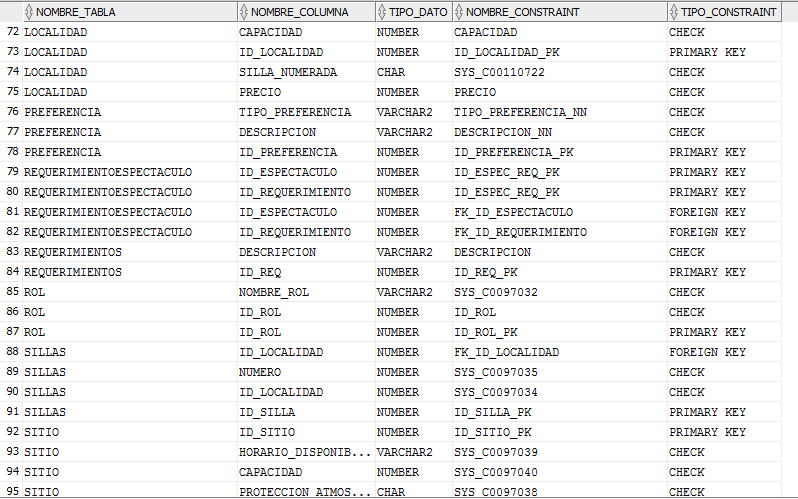 NOMBRE_TABLA NOMBRE_COLUMNA TIPO_DATO NOMBRE_CONSTRAINT TIPO_CONSTRAINT
72 LOCALIDAD CAPACIDAD NUMBER CAPACIDAD CHECK
73 LOCALIDAD ID_LOCALIDAD NUMBER ID_LOCALIDAD_PK PRIMARY KEY
74 LOCALIDAD SILLA_NUMERADA CHAR SYS_C00110722 CHECK
75 LOCALIDAD PRECIO NUMBER PRECIO CHECK
76 PREFERENCIA TIPO_PREFERENCIA VARCHAR2 TIPO_PREFERENCIA_NN CHECK
77 PREFERENCIA DESCRIPCION VARCHAR2 DESCRIPCION_NN CHECK
78 PREFERENCIA ID_PREFERENCIA NUMBER ID_PREFERENCIA_PK PRIMARY KEY
79 REQUERIMIENTOESPECTACULO ID_ESPECTACULO NUMBER ID_ESPEC_REQ_PK PRIMARY KEY
80 REQUERIMIENTOESPECTACULO ID_REQUERIMIENTO NUMBER ID_ESPEC_REQ_PK PRIMARY KEY
81 REQUERIMIENTOESPECTACULO ID_ESPECTACULO NUMBER FK_ID_ESPECTACULO FOREIGN KEY
82 REQUERIMIENTOESPECTACULO ID_REQUERIMIENTO NUMBER FK_ID_REQUERIMIENTO FOREIGN KEY
83 REQUERIMIENTOS DESCRIPCION VARCHAR2 DESCRIPCION CHECK
84 REQUERIMIENTOS ID_REQ NUMBER ID_REQ_PK PRIMARY KEY
85 ROL NOMBRE_ROL VARCHAR2 SYS_C0097032 CHECK
86 ROL ID_ROL NUMBER ID_ROL CHECK
87 ROL ID_ROL NUMBER ID_ROL_PK PRIMARY KEY
88 SILLAS ID_LOCALIDAD NUMBER FK_ID_LOCALIDAD FOREIGN KEY
89 SILLAS NUMERO NUMBER SYS_C0097035 CHECK
90 SILLAS ID_LOCALIDAD NUMBER SYS_C0097034 CHECK
91 SILLAS ID_SILLA NUMBER ID_SILLA_PK PRIMARY KEY
92 SITIO ID_SITIO NUMBER ID_SITIO_PK PRIMARY KEY
93 SITIO HORARIO_DISPONIB... VARCHAR2 SYS_C0097039 CHECK
94 SITIO CAPACIDAD NUMBER SYS_C0097040 CHECK
95 SITIO PROTECCION_ATMOS... CHAR SYS_C0097038 CHECK